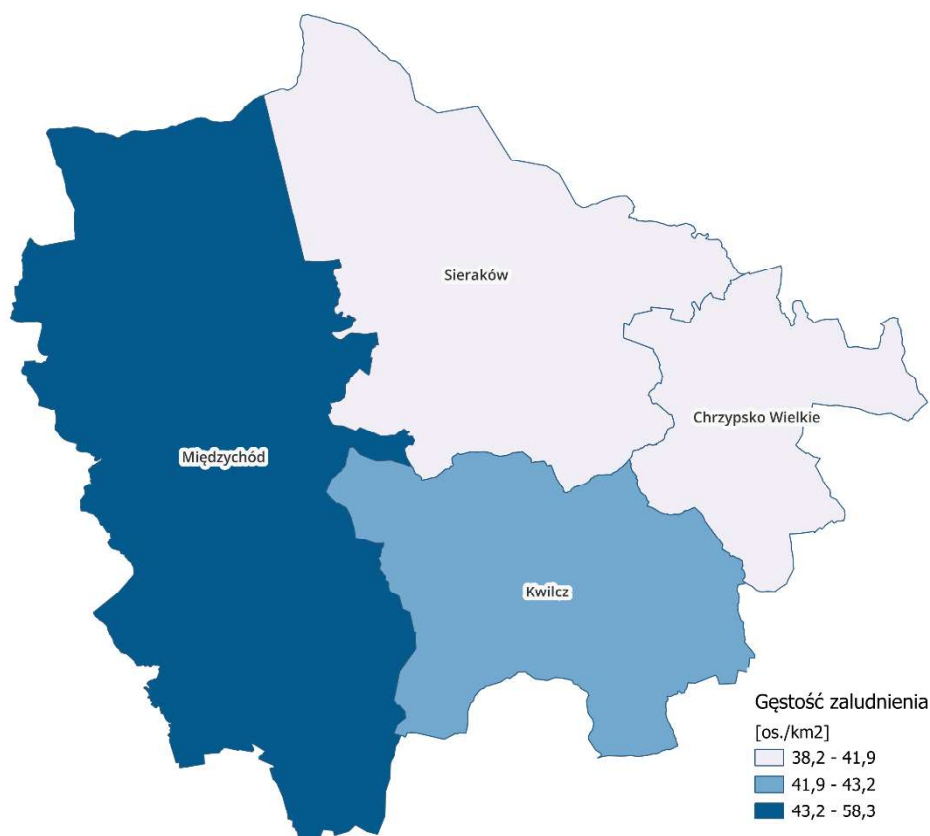 Sieraków
Chrzypsko Wielkie
Międzychód
Kwilcz
Gęstość zaludnienia
[os./km2]
38,2 - 41,9
41,9 - 43,2
43,2 - 58,3